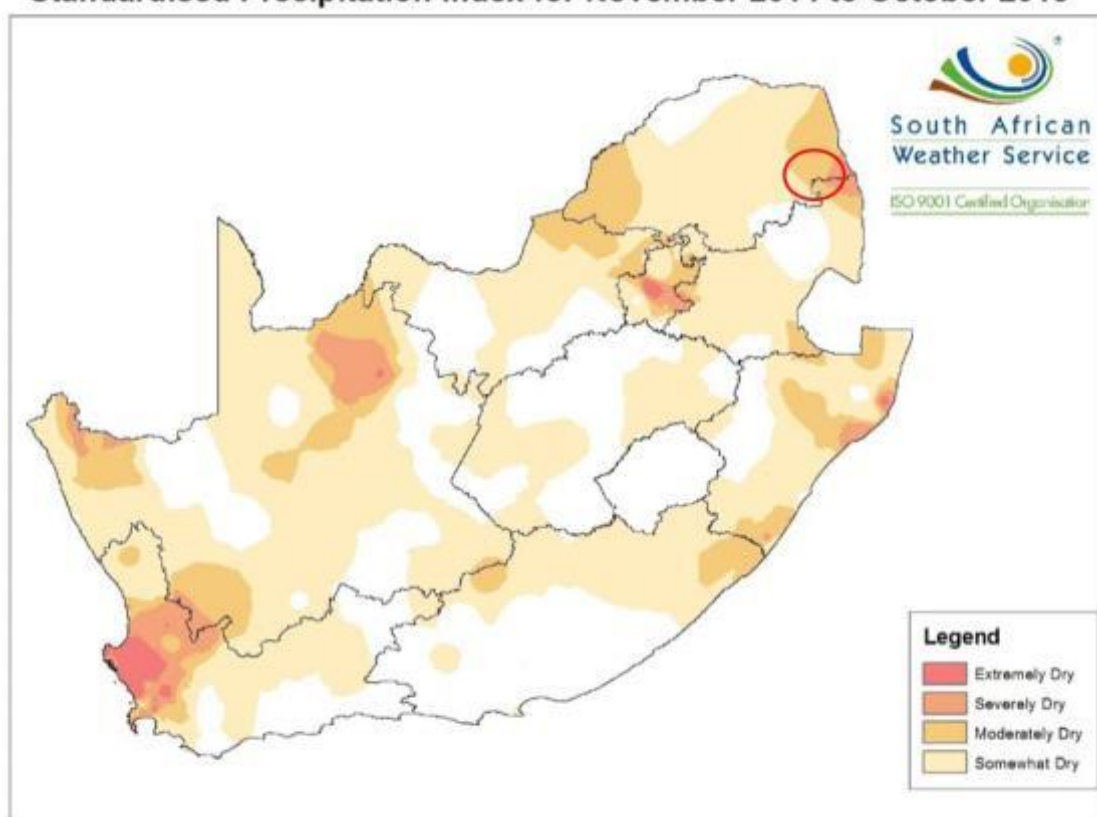 South African
Weather Service
ISO 9001 Certified Organisation
Legend
Extremely Dry
Severely Dry
Moderately Dry
Somewhat Dry